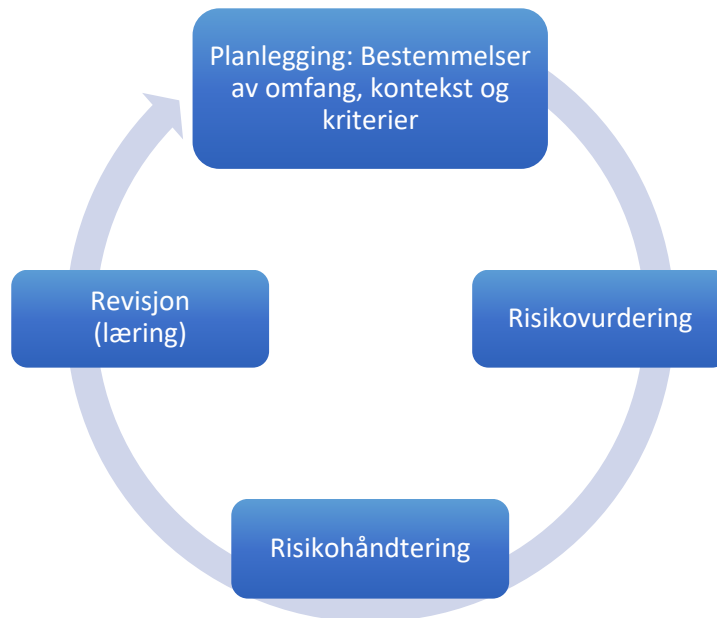 Planlegging: Bestemmelser
av omfang, kontekst og
kriterier
Revisjon
(læring)
Risikovurdering
Risikohåndtering